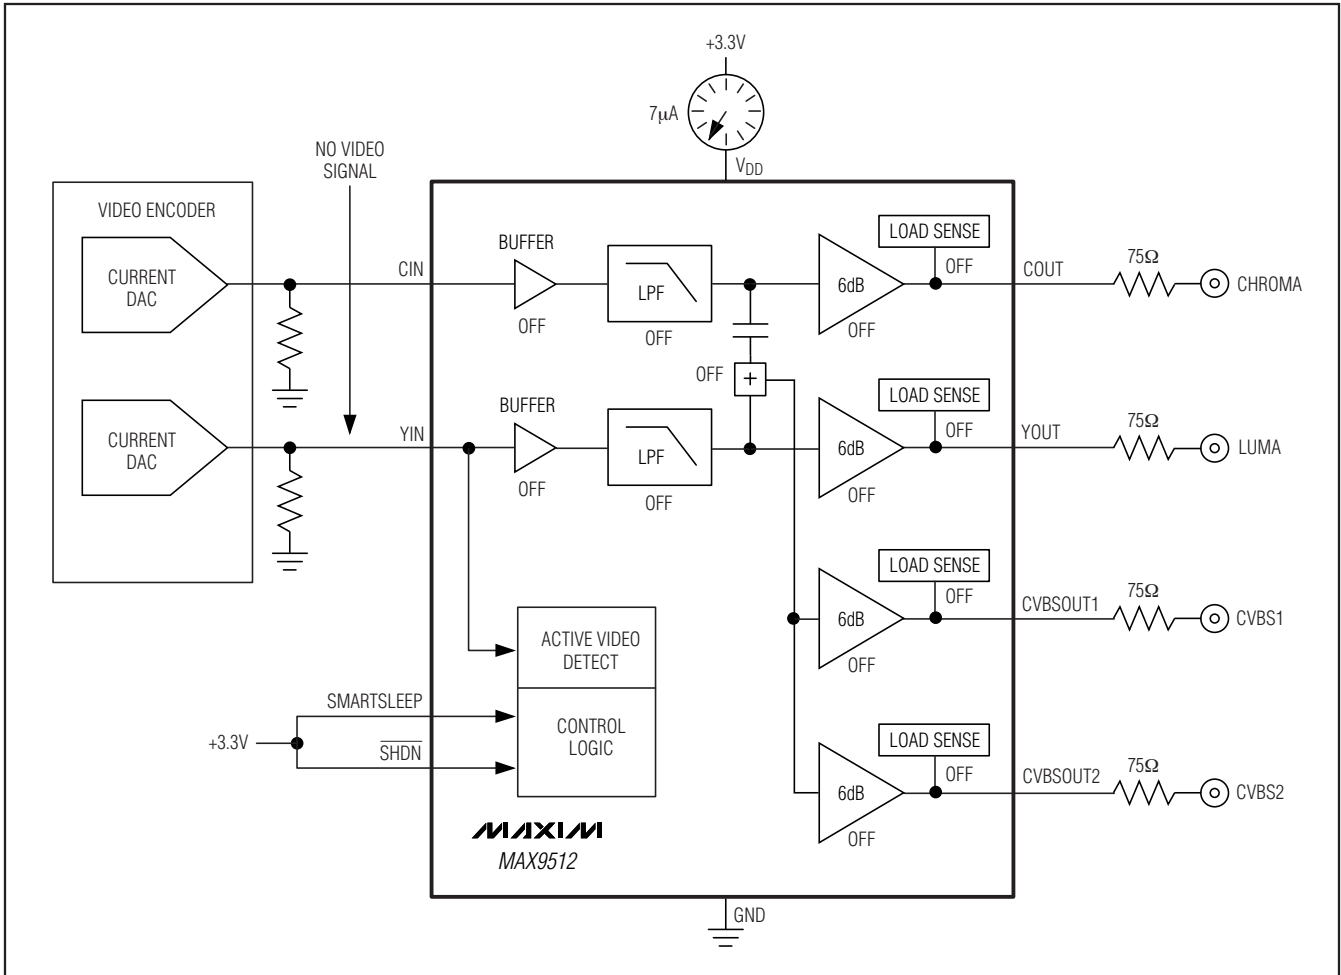 +3.3V
7μA
VDD
NO VIDEO
SIGNAL
VIDEO ENCODER
CURRENT
DAC
CIN
BUFFER
OFF
LPF
OFF
6dB
OFF
LOAD SENSE
OFF
COUT
75Ω
CHROMA
OFF
+
CURRENT
DAC
YIN
BUFFER
OFF
LPF
OFF
6dB
OFF
LOAD SENSE
OFF
YOUT
75Ω
LUMA
6dB
OFF
LOAD SENSE
OFF
CVBSOUT1
75Ω
CVBS1
ACTIVE VIDEO
DETECT
CONTROL
LOGIC
SMARTSLEEP
+3.3V
SHDN
6dB
OFF
LOAD SENSE
OFF
CVBSOUT2
75Ω
CVBS2
MAXIM
MAX9512
GND